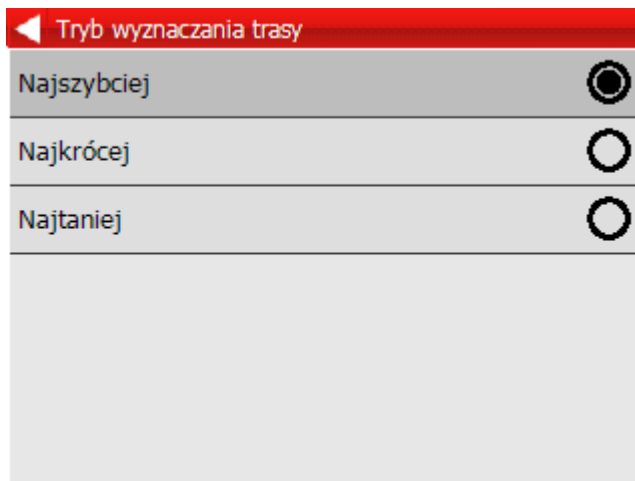 Tryb wyznaczania trasy
Najszybciej
Najkrócej
Najtaniej